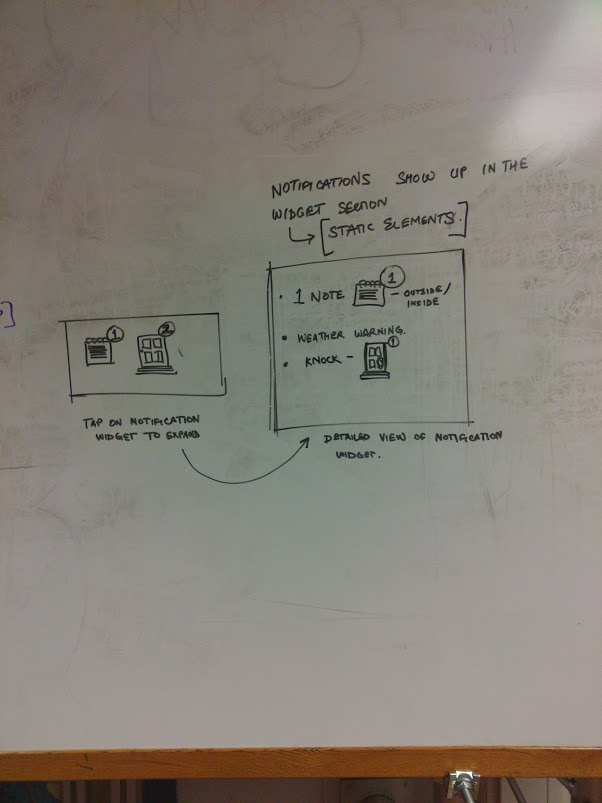 NOTIFICATIONS SHOW UP IN THE
WIDGET SECTION
[STATIC ELEMENTS.]
• 1 NOTE 1 – OUTSIDE/
INSIDE
• WEATHER WARNING.
• KNOCK – 1
DETAILED VIEW OF NOTIFICATION
WIDGET.
1 2
TAP ON NOTIFICATION
WIDGET TO EXPAND
]